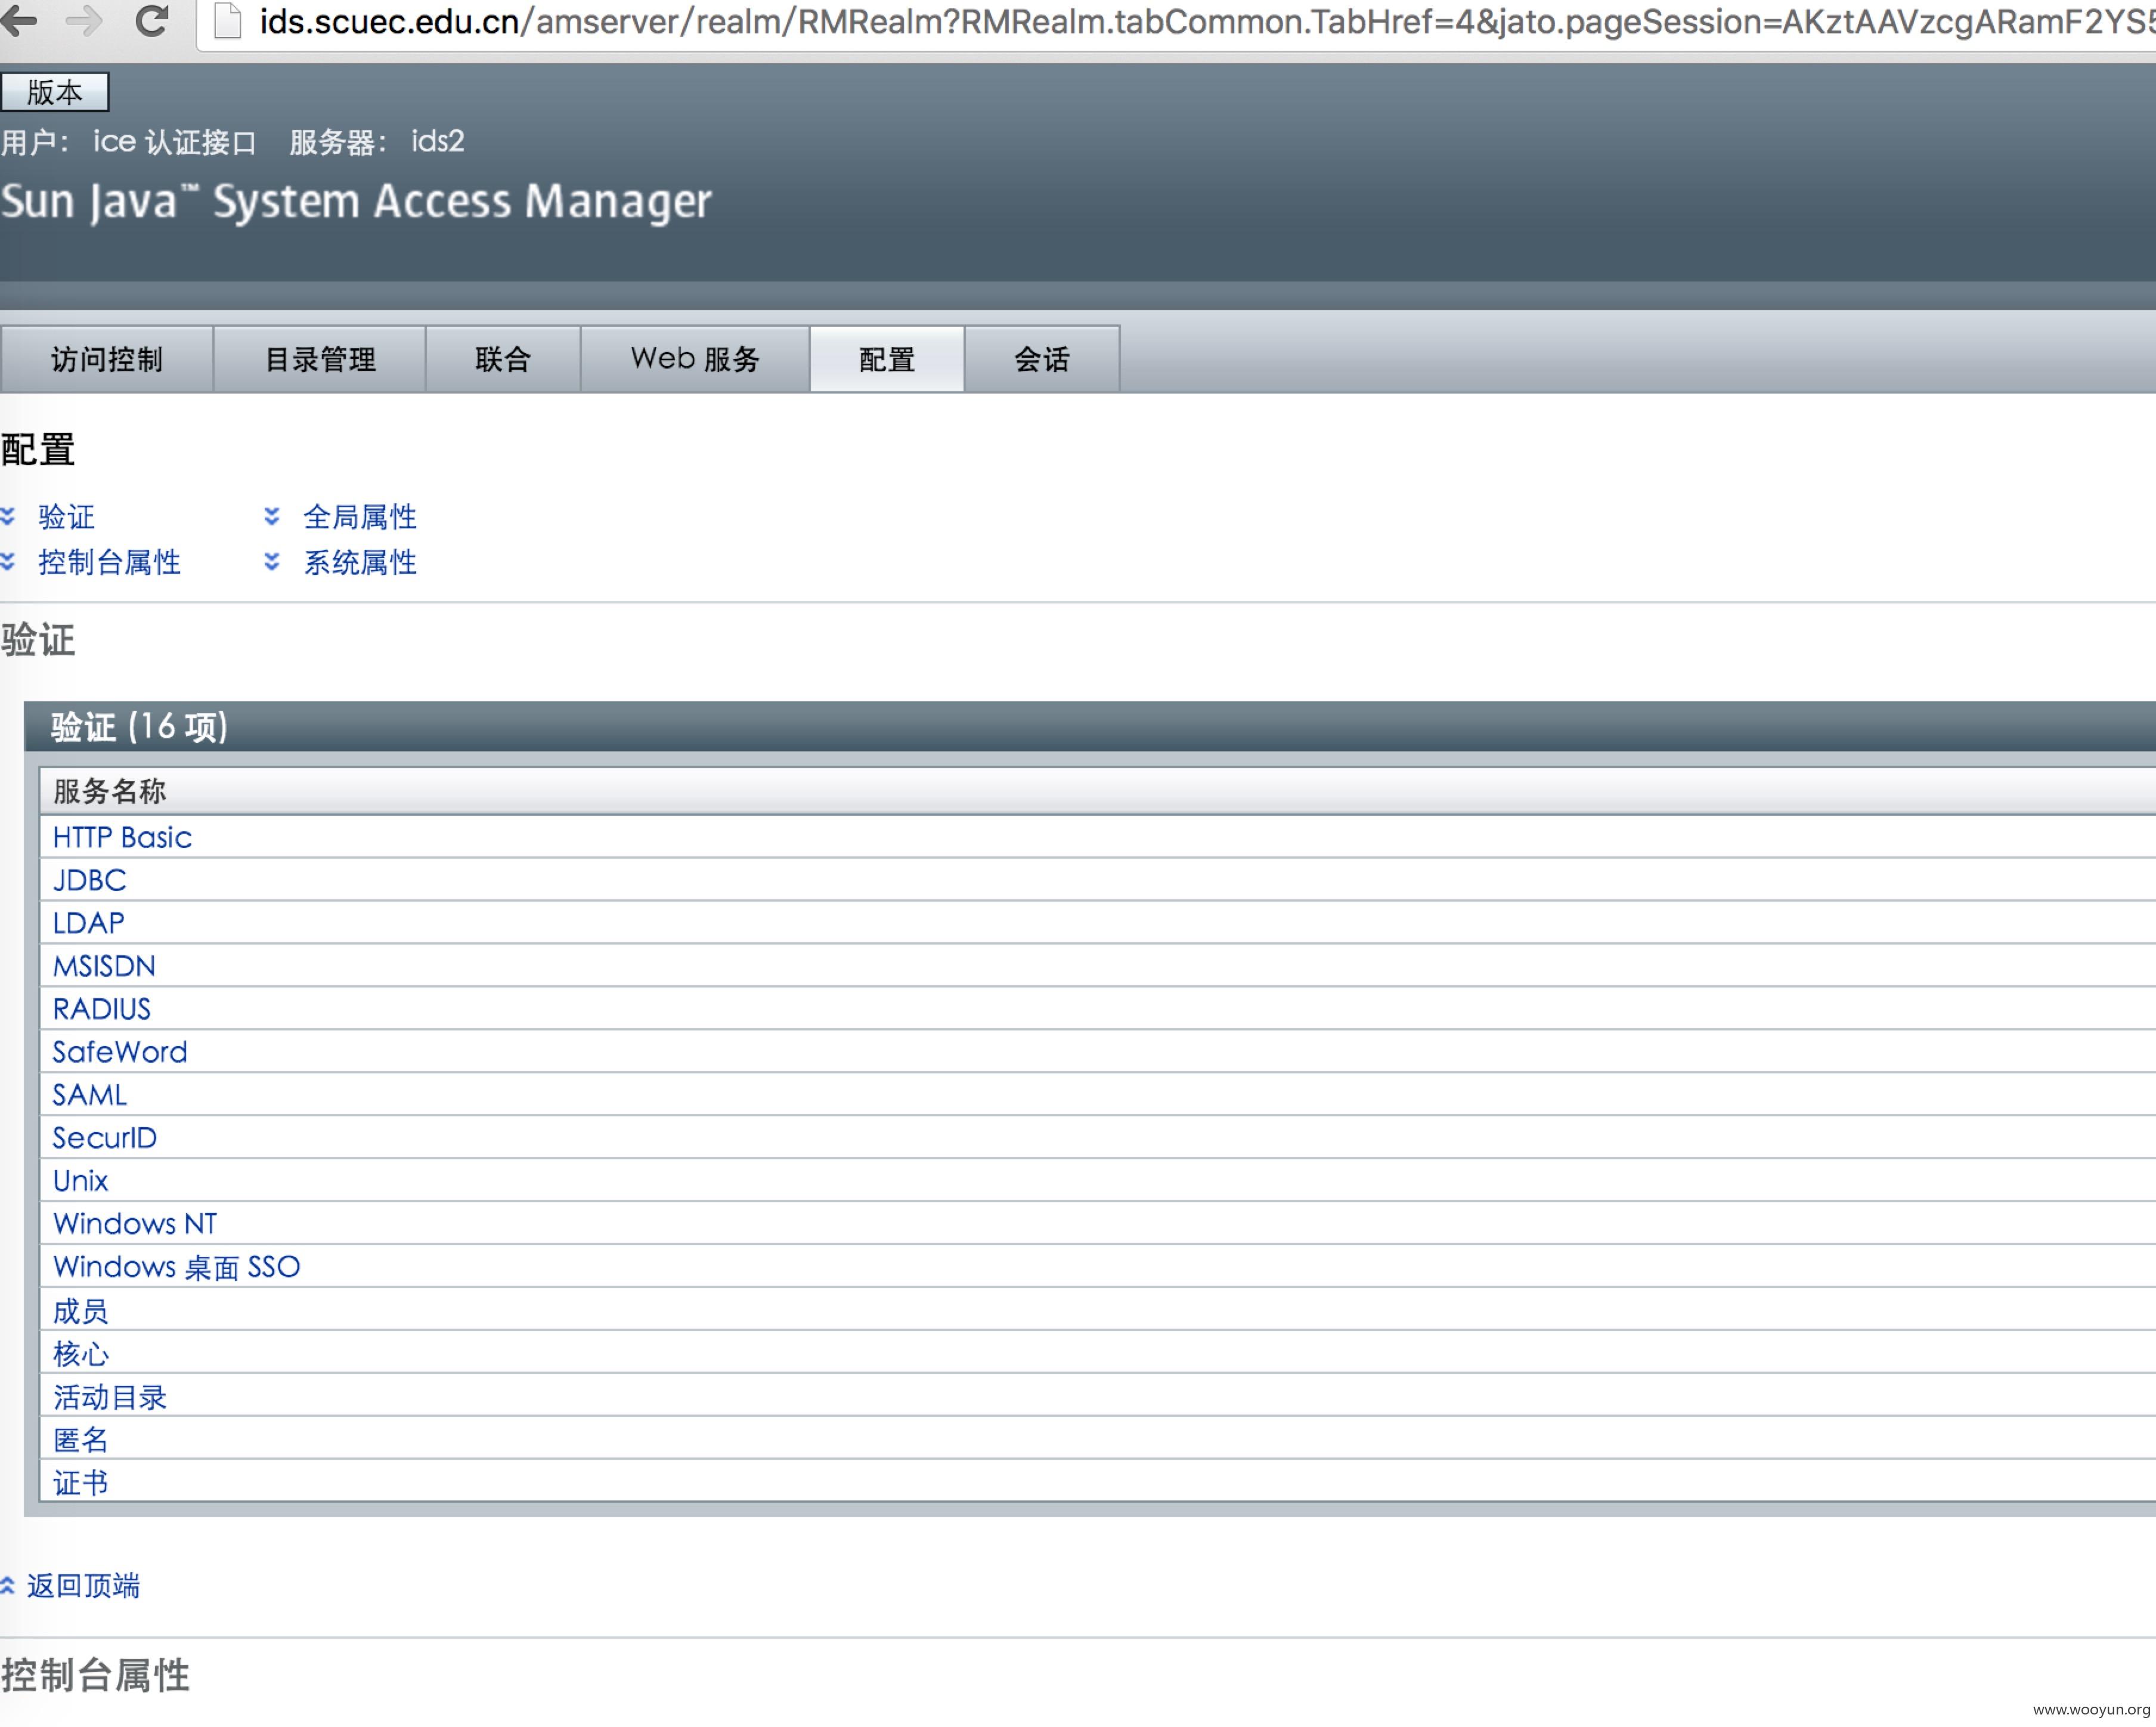 ids.scuec.edu.cn/amserver/realm/RMRealm?RMRealm.tabCommon.TabHref=4&jato.pageSession=AKztAAVzcgARamF2YS5
版本
用户: ice 认证接口 服务器: ids2
Sun Java™ System Access Manager
访问控制 目录管理 联合 Web 服务 配置 会话
配置
验证 全局属性
控制台属性 系统属性
验证
验证 (16 项)
服务名称
HTTP Basic
JDBC
LDAP
MSISDN
RADIUS
SafeWord
SAML
SecurID
Unix
Windows NT
Windows 桌面 SSO
成员
核心
活动目录
匿名
证书
返回顶端
控制台属性
www.wooyun.org